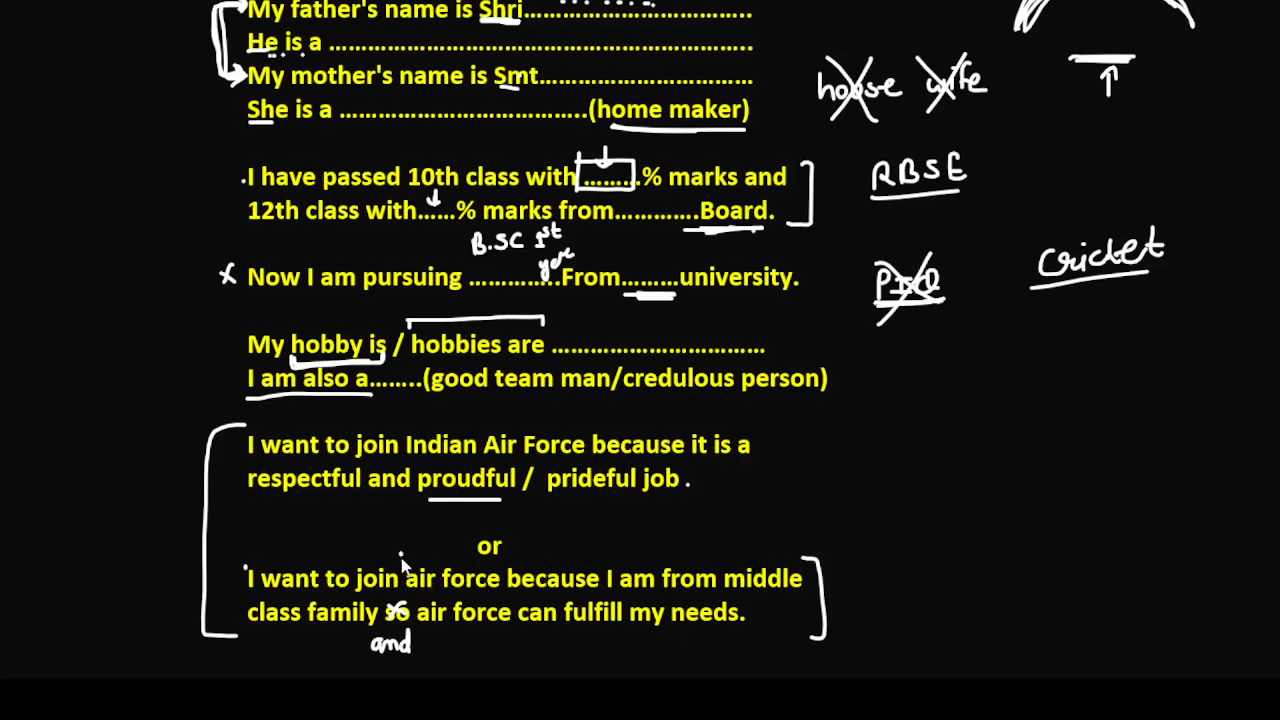 My father's name is Shri……………………………..
He is a ………………………………………………………..
My mother's name is Smt……………………………
house wife
She is a ………………………………..(home maker)
I have passed 10th class with ……….% marks and
RBSE
12th class with……% marks from………….Board.
B.SC 1st
yere
Cricket
Now I am pursuing …………..From………university.
PIQ
My hobby is / hobbies are ……………………………
I am also a……..(good team man/credulous person)
I want to join Indian Air Force because it is a
respectful and proudful / prideful job .
or
I want to join air force because I am from middle
class family so air force can fulfill my needs.
and